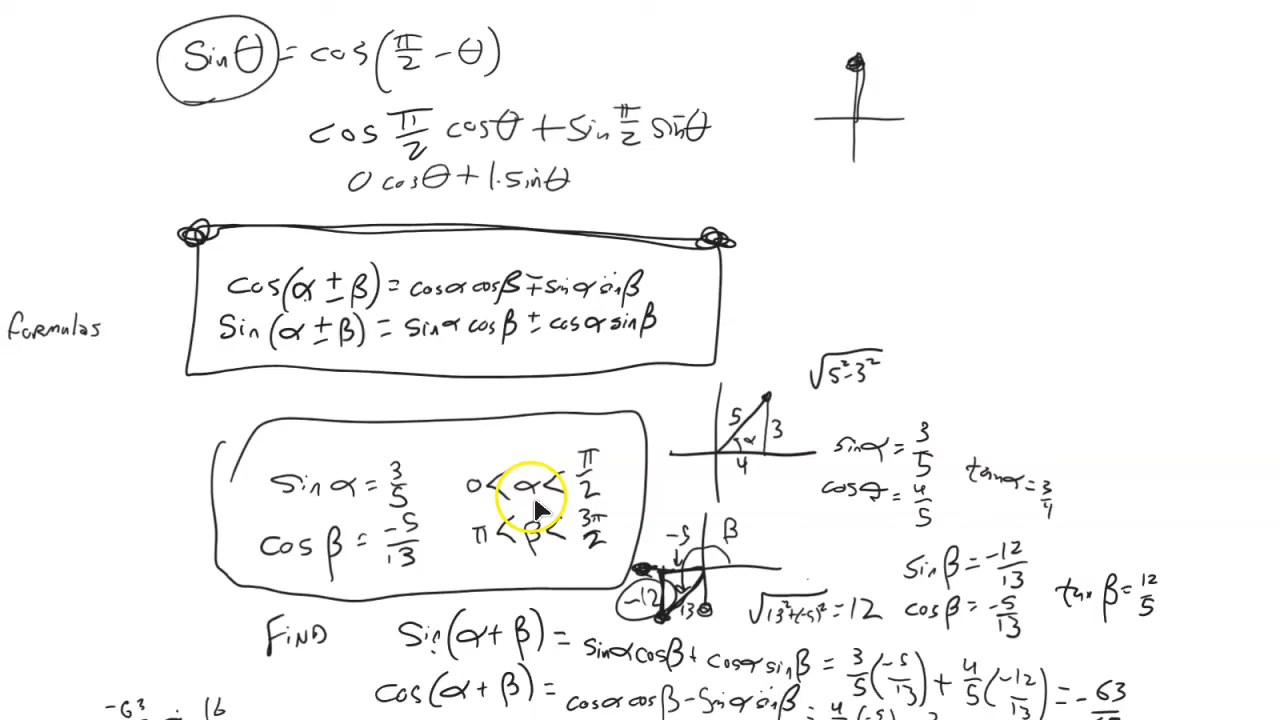 sinθ = cos(π/2 - θ)
cos π/2 cosθ + sin π/2 sinθ
0 cosθ + 1·sinθ
cos(α ± β) = cosα cosβ ∓ sinα sinβ
formulas
sin(α ± β) = sinα cosβ ± cosα sinβ
√5²-3²
5
3
α
4
sinα = 3/5
cosθ = 4/5
tanα = 3/4
sinα = 3/5
0 < α < π/2
cosβ = -5/13
π < β < 3π/2
-5
β
-12
13
√13²+(-5)² = 12
sinβ = -12/13
cosβ = -5/13
tanβ = 12/5
FIND
sin(α + β) = sinα cosβ + cosα sinβ = 3/5(-5/13) + 4/5(-12/13) = -63
cos(α + β) = cosα cosβ - sinα sinβ =
-63
16